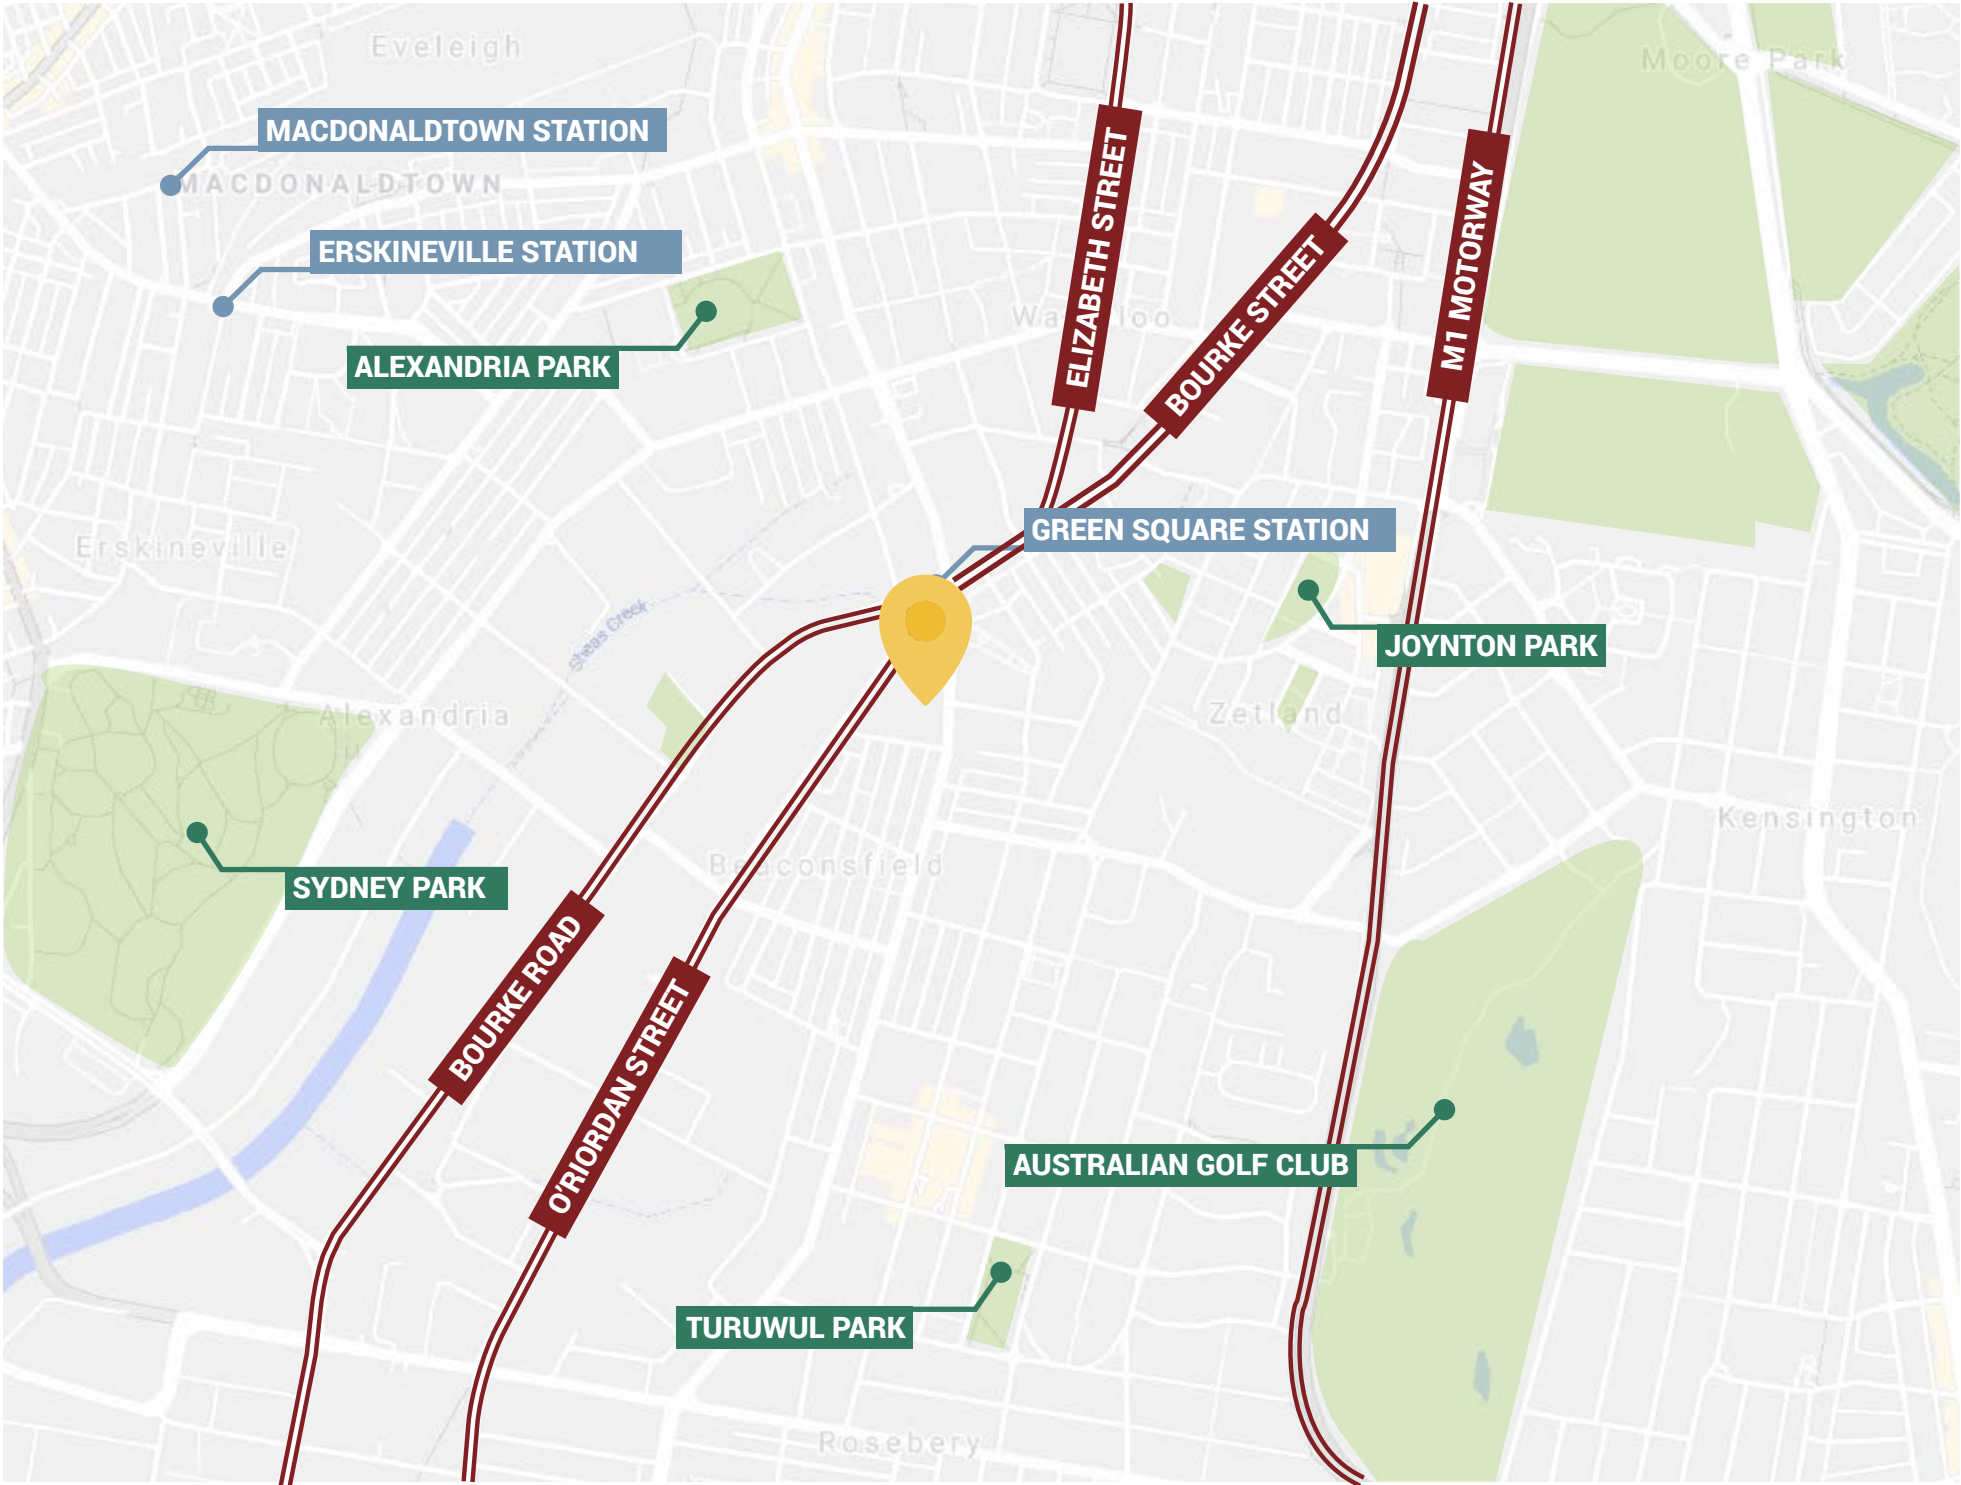 Eveleigh
Moore Park
MACDONALDTOWN STATION
MACDONALDTOWN
ERSKINEVILLE STATION
ELIZABETH STREET
BOURKE STREET
M1 MOTORWAY
ALEXANDRIA PARK
GREEN SQUARE STATION
Erskineville
Sheas Creek
JOYNTON PARK
Alexandria
Zetland
Kensington
Beaconsfield
SYDNEY PARK
BOURKE ROAD
O'RIORDAN STREET
AUSTRALIAN GOLF CLUB
TURUWUL PARK
Rosebery